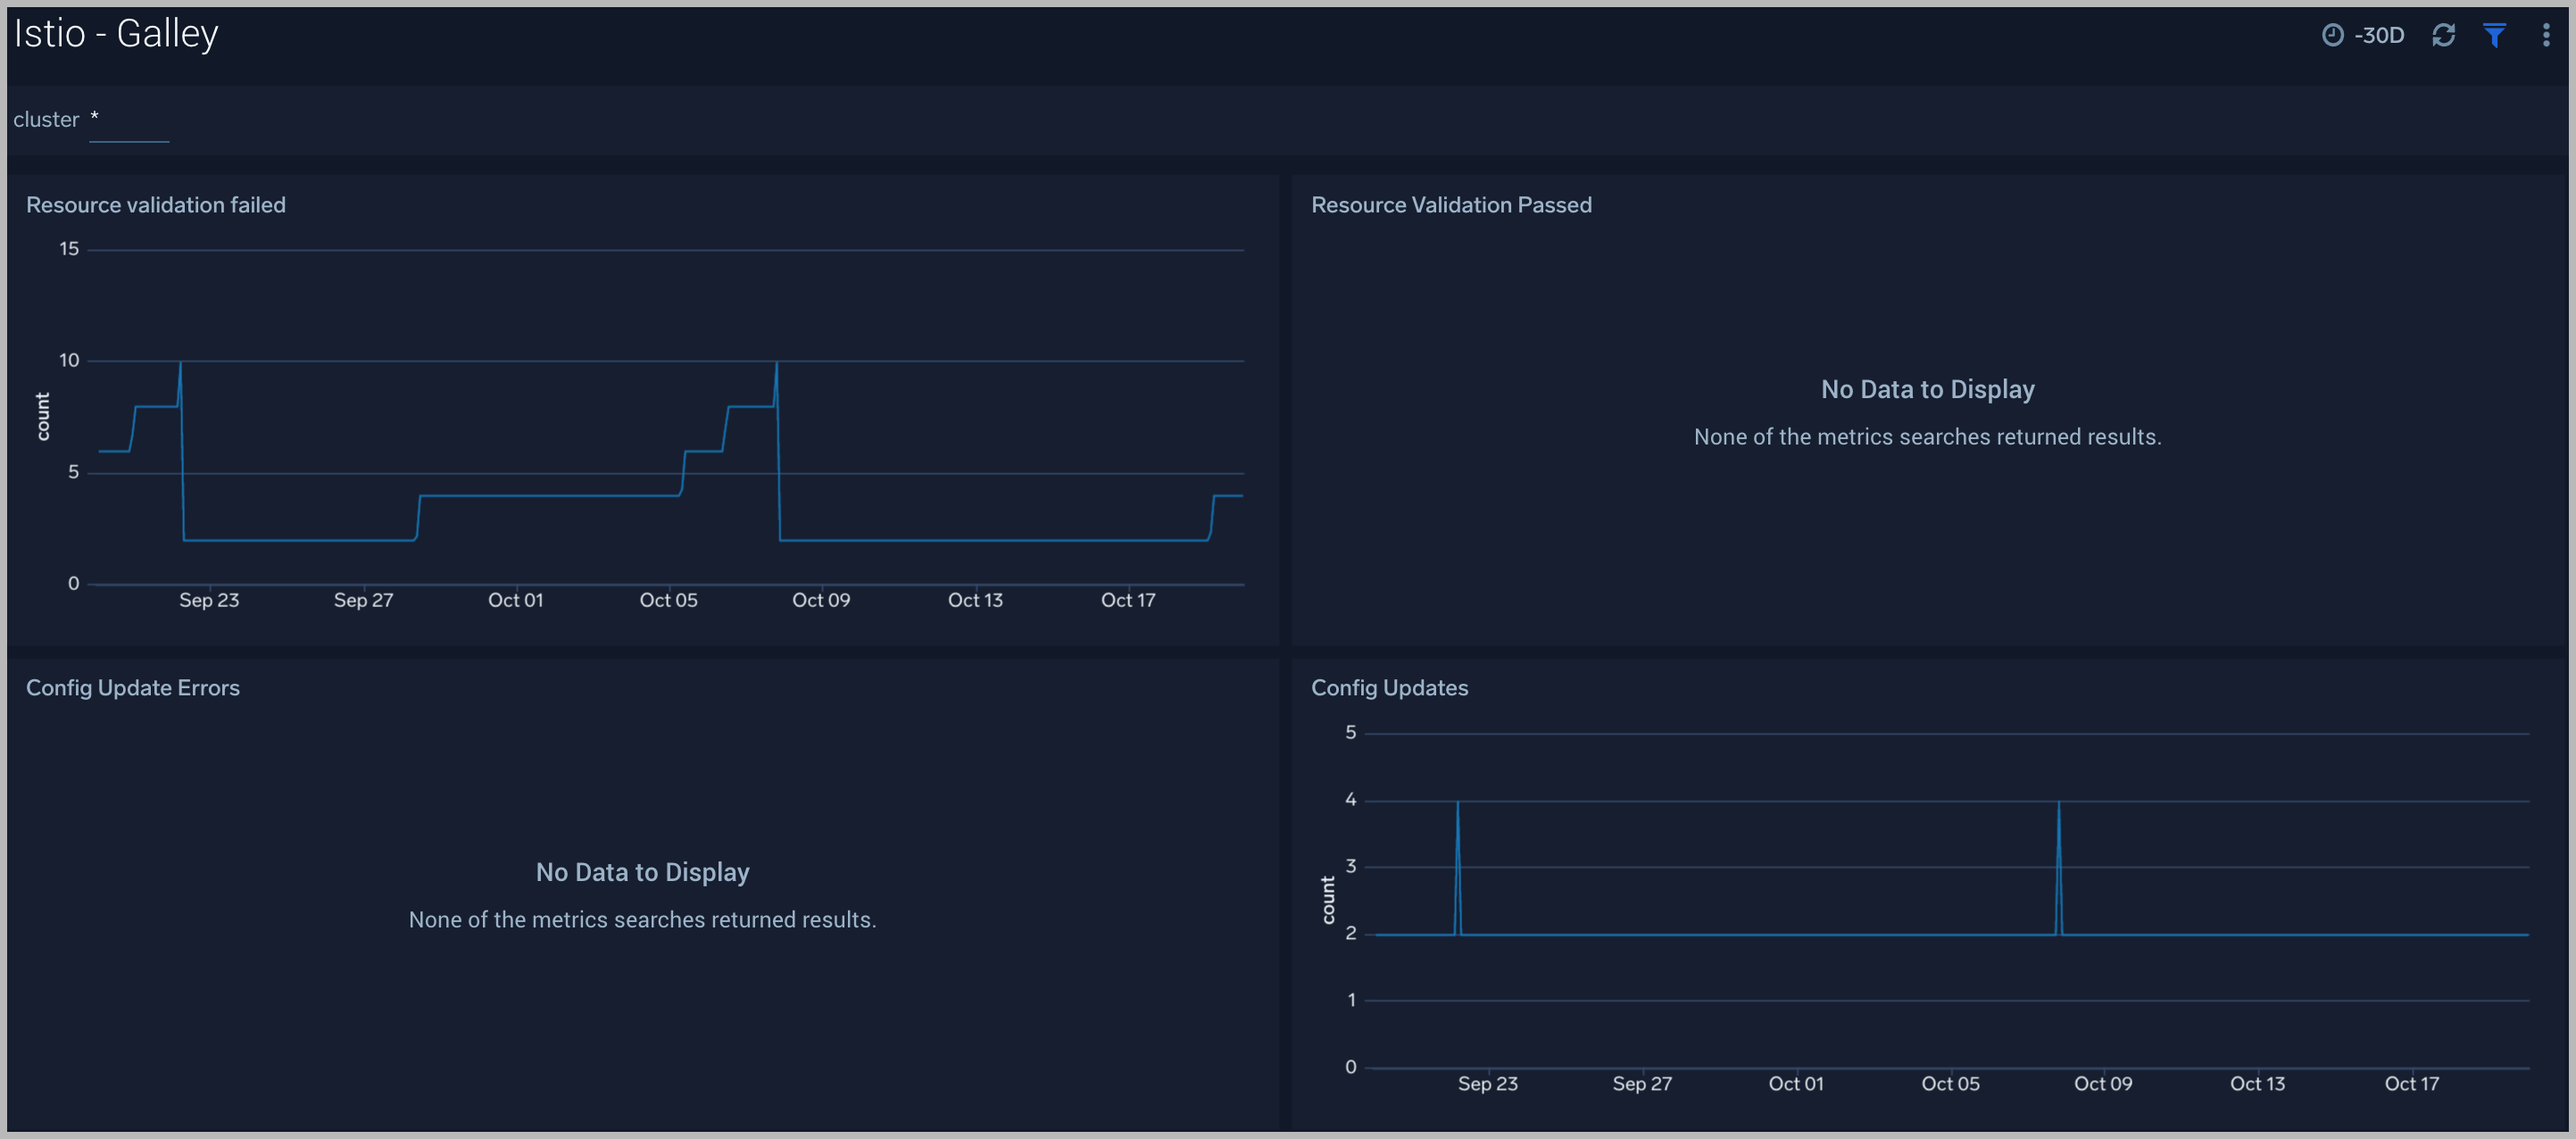 Istio - Galley
-30D
cluster *
Resource validation failed
15
10
5
0
count
Sep 23 Sep 27 Oct 01 Oct 05 Oct 09 Oct 13 Oct 17
Resource Validation Passed
No Data to Display
None of the metrics searches returned results.
Config Update Errors
No Data to Display
None of the metrics searches returned results.
Config Updates
5
4
3
2
1
0
count
Sep 23 Sep 27 Oct 01 Oct 05 Oct 09 Oct 13 Oct 17